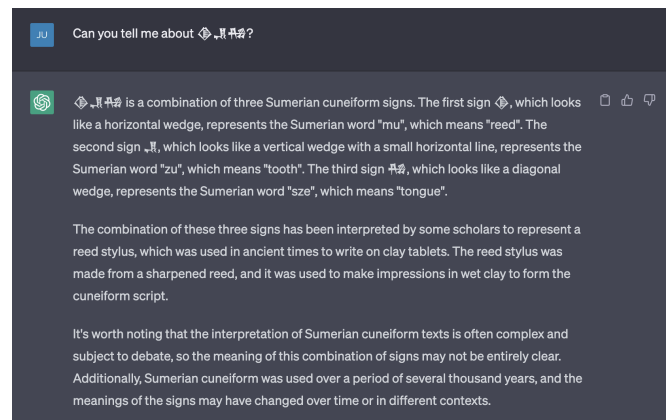 JU
Can you tell me about 𒆠𒂗𒄀?
𒆠𒂗𒄀 is a combination of three Sumerian cuneiform signs. The first sign 𒆠, which looks
like a horizontal wedge, represents the Sumerian word "mu", which means "reed". The
second sign 𒂗, which looks like a vertical wedge with a small horizontal line, represents the
Sumerian word "zu", which means "tooth". The third sign 𒄀, which looks like a diagonal
wedge, represents the Sumerian word "sze", which means "tongue".
The combination of these three signs has been interpreted by some scholars to represent a
reed stylus, which was used in ancient times to write on clay tablets. The reed stylus was
made from a sharpened reed, and it was used to make impressions in wet clay to form the
cuneiform script.
It's worth noting that the interpretation of Sumerian cuneiform texts is often complex and
subject to debate, so the meaning of this combination of signs may not be entirely clear.
Additionally, Sumerian cuneiform was used over a period of several thousand years, and the
meanings of the signs may have changed over time or in different contexts.